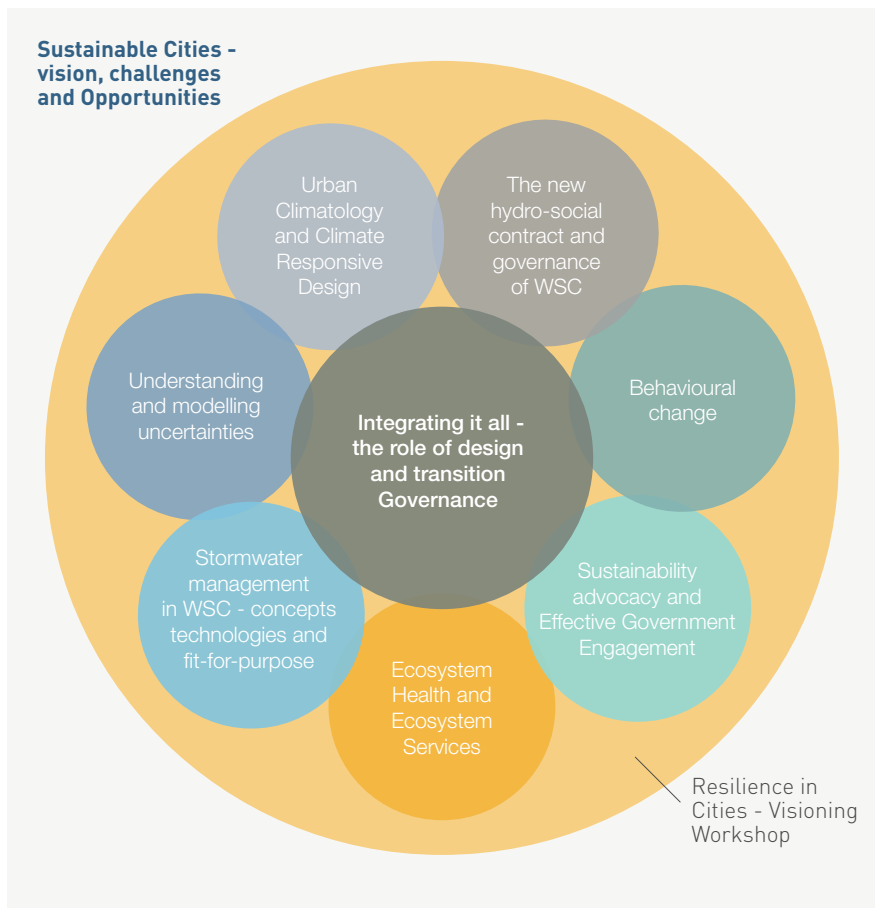 Sustainable Cities -
vision, challenges
and Opportunities
Urban
Climatology
and Climate
Responsive
Design
The new
hydro-social
contract and
governance
of WSC
Understanding
and modelling
uncertainties
Integrating it all -
the role of design
and transition
Governance
Behavioural
change
Stormwater
management
in WSC - concepts
technologies and
fit-for-purpose
Sustainability
advocacy and
Effective Government
Engagement
Ecosystem
Health and
Ecosystem
Services
Resilience in
Cities - Visioning
Workshop